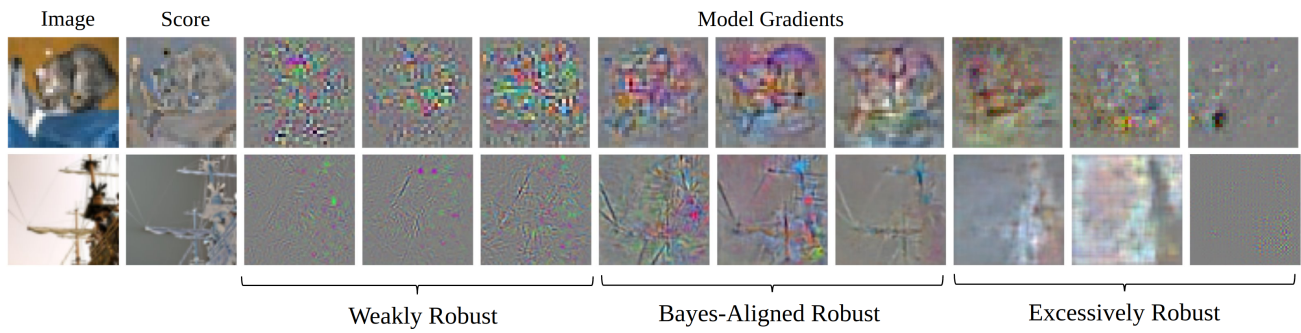 Image Score Model Gradients
Weakly Robust Bayes-Aligned Robust Excessively Robust